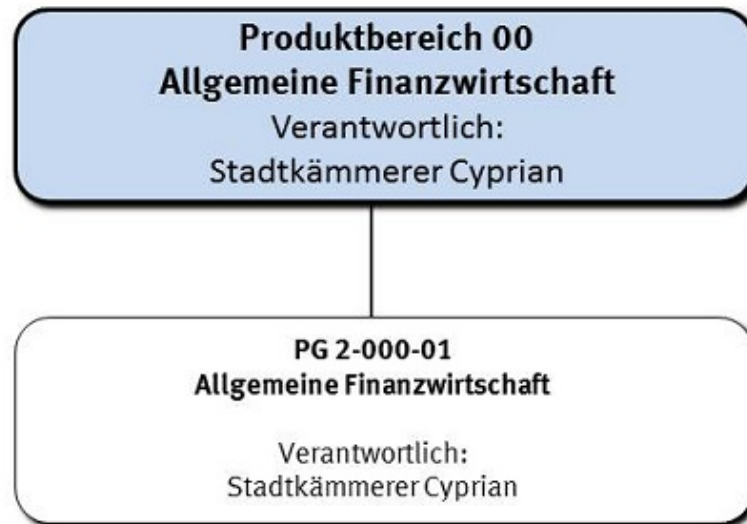 Produktbereich 00
Allgemeine Finanzwirtschaft
Verantwortlich:
Stadtkämmerer Cyprian
PG 2-000-01
Allgemeine Finanzwirtschaft
Verantwortlich:
Stadtkämmerer Cyprian